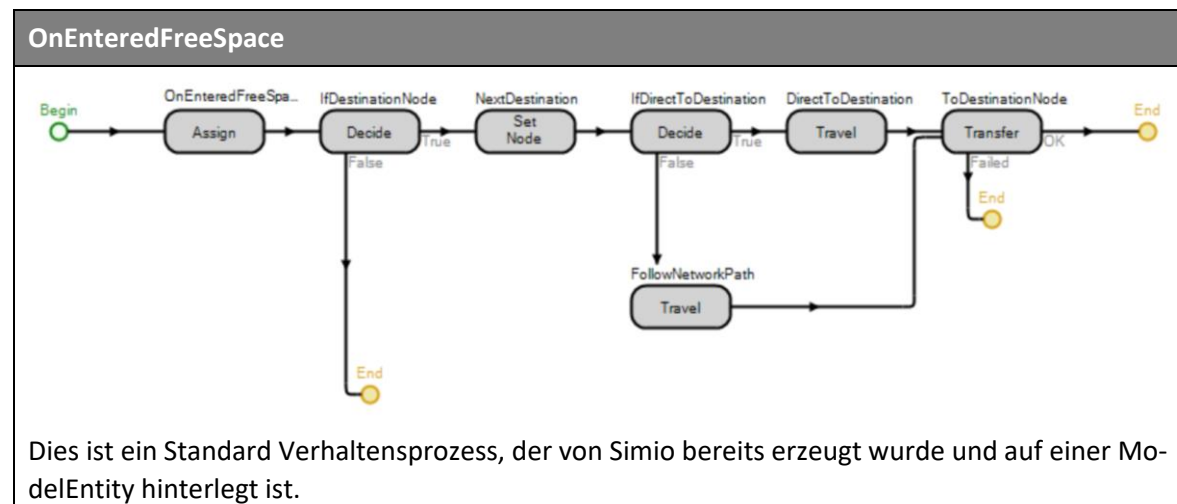 OnEnteredFreeSpace
OnEnteredFreeSpa... IfDestinationNode NextDestination IfDirectToDestination DirectToDestination ToDestinationNode
Begin Assign Decide Set Node Decide Travel Transfer End
True True OK
False False Failed
End
FollowNetworkPath
Travel
End
Dies ist ein Standard Verhaltensprozess, der von Simio bereits erzeugt wurde und auf einer Mo-
delEntity hinterlegt ist.